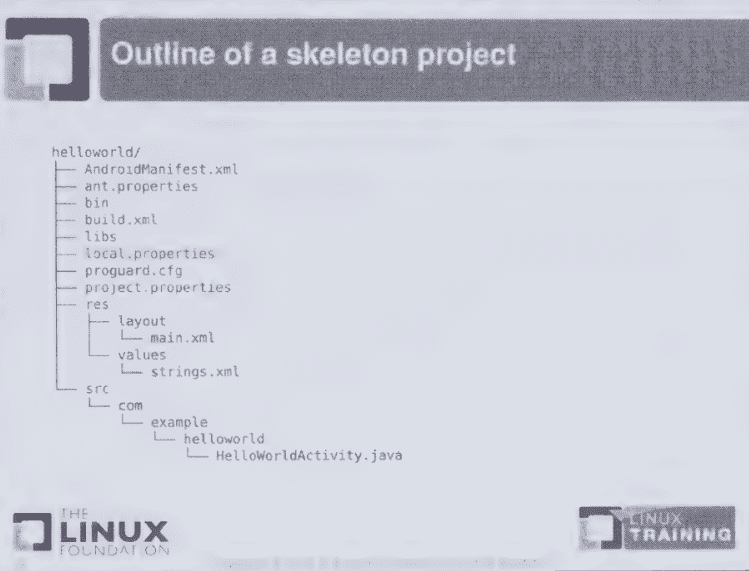 Outline of a skeleton project
helloworld/
├── AndroidManifest.xml
├── ant.properties
├── bin
├── build.xml
├── libs
├── local.properties
├── proguard.cfg
├── project.properties
├── res
│   ├── layout
│   │   └── main.xml
│   └── values
│       └── strings.xml
└── src
    └── com
        └── example
            └── helloworld
                └── HelloWorldActivity.java
THE
LINUX
FOUNDATION
LINUX
TRAINING